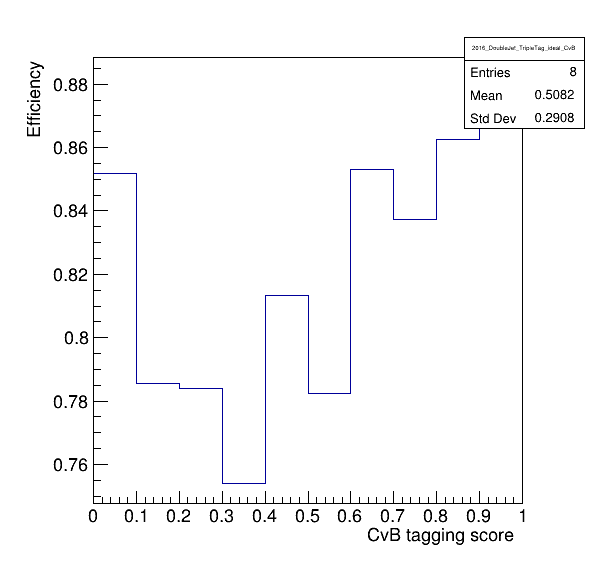 2016_DoubleJet_TripleTag_ideal_CvB
Entries 8
Mean 0.5082
Std Dev 0.2908
Efficiency
0.88
0.86
0.84
0.82
0.8
0.78
0.76
0 0.1 0.2 0.3 0.4 0.5 0.6 0.7 0.8 0.9 1
CvB tagging score